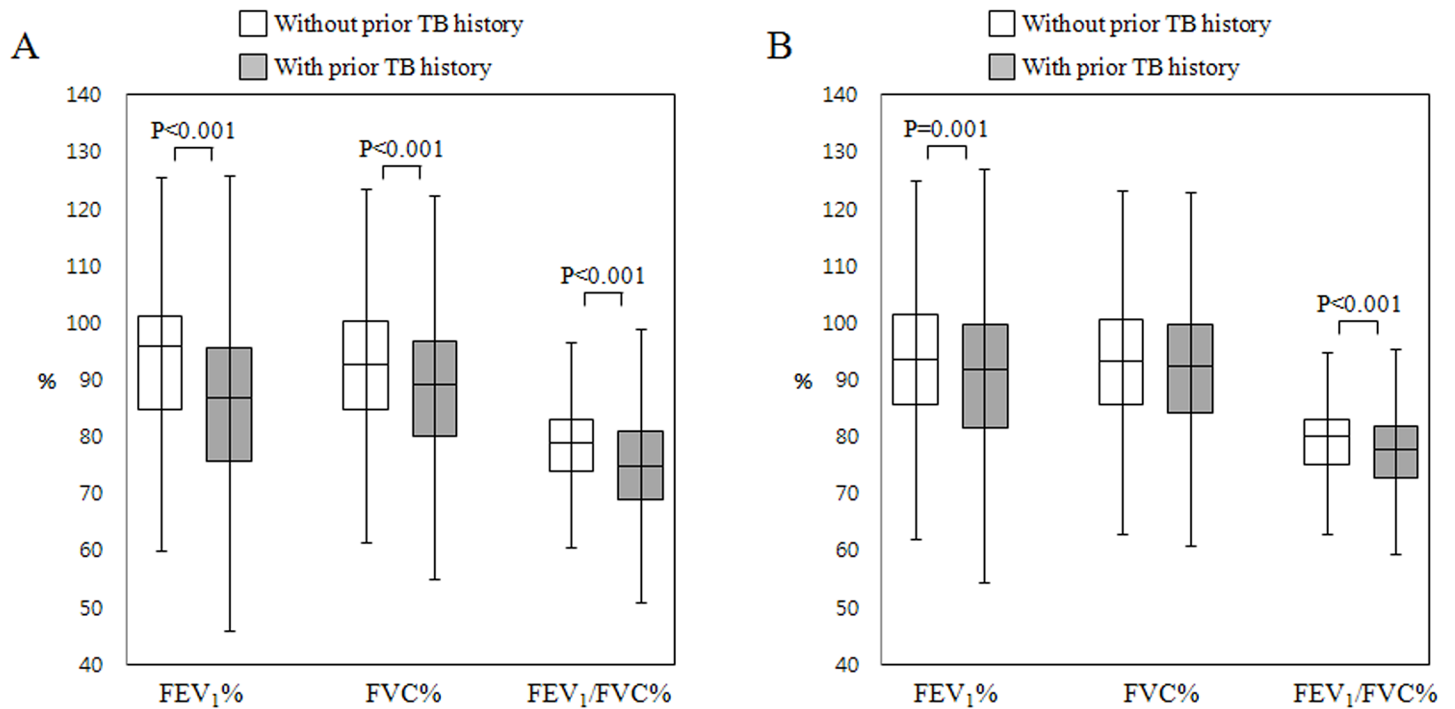 A
Without prior TB history
With prior TB history
140
130
120
110
100
90
80
70
60
50
40
%
P<0.001
P<0.001
P<0.001
FEV₁%
FVC%
FEV₁/FVC%
B
Without prior TB history
With prior TB history
140
130
120
110
100
90
80
70
60
50
40
%
P=0.001
P<0.001
FEV₁%
FVC%
FEV₁/FVC%